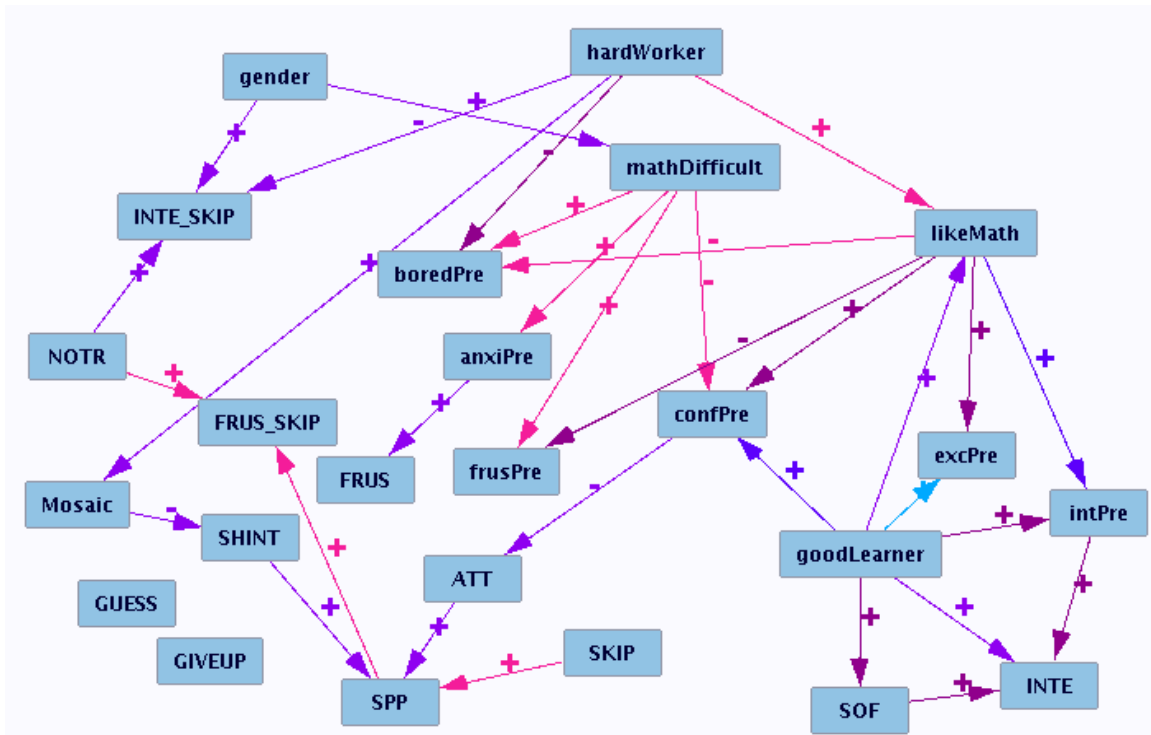 hardWorker
gender
+
+
-
+
-
mathDifficult
+
INTE_SKIP
+
likeMath
-
+
+
boredPre
+
-
+
+
NOTR
+
anxiPre
-
+
+
+
+
+
FRUS_SKIP
confPre
excPre
FRUS
frusPre
+
Mosaic
-
-
+
intPre
+
SHINT
+
goodLearner
ATT
+
GUESS
+
+
+
+
SKIP
GIVEUP
+
+
INTE
SPP
SOF